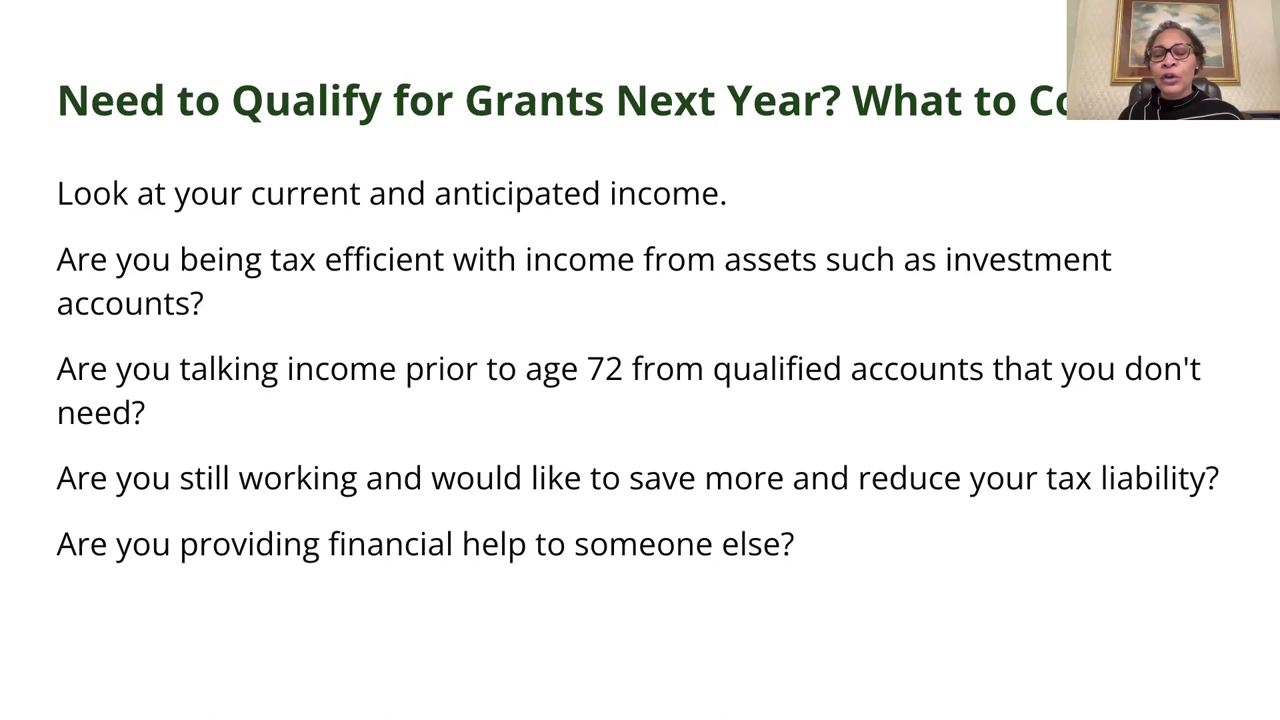 Need to Qualify for Grants Next Year? What to
Look at your current and anticipated income.
Are you being tax efficient with income from assets such as investment
accounts?
Are you talking income prior to age 72 from qualified accounts that you don't
need?
Are you still working and would like to save more and reduce your tax liability?
Are you providing financial help to someone else?